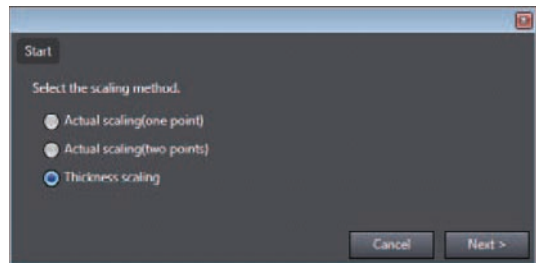 Start
Select the scaling method.
Actual scaling(one point)
Actual scaling(two points)
Thickness scaling
Cancel
Next >